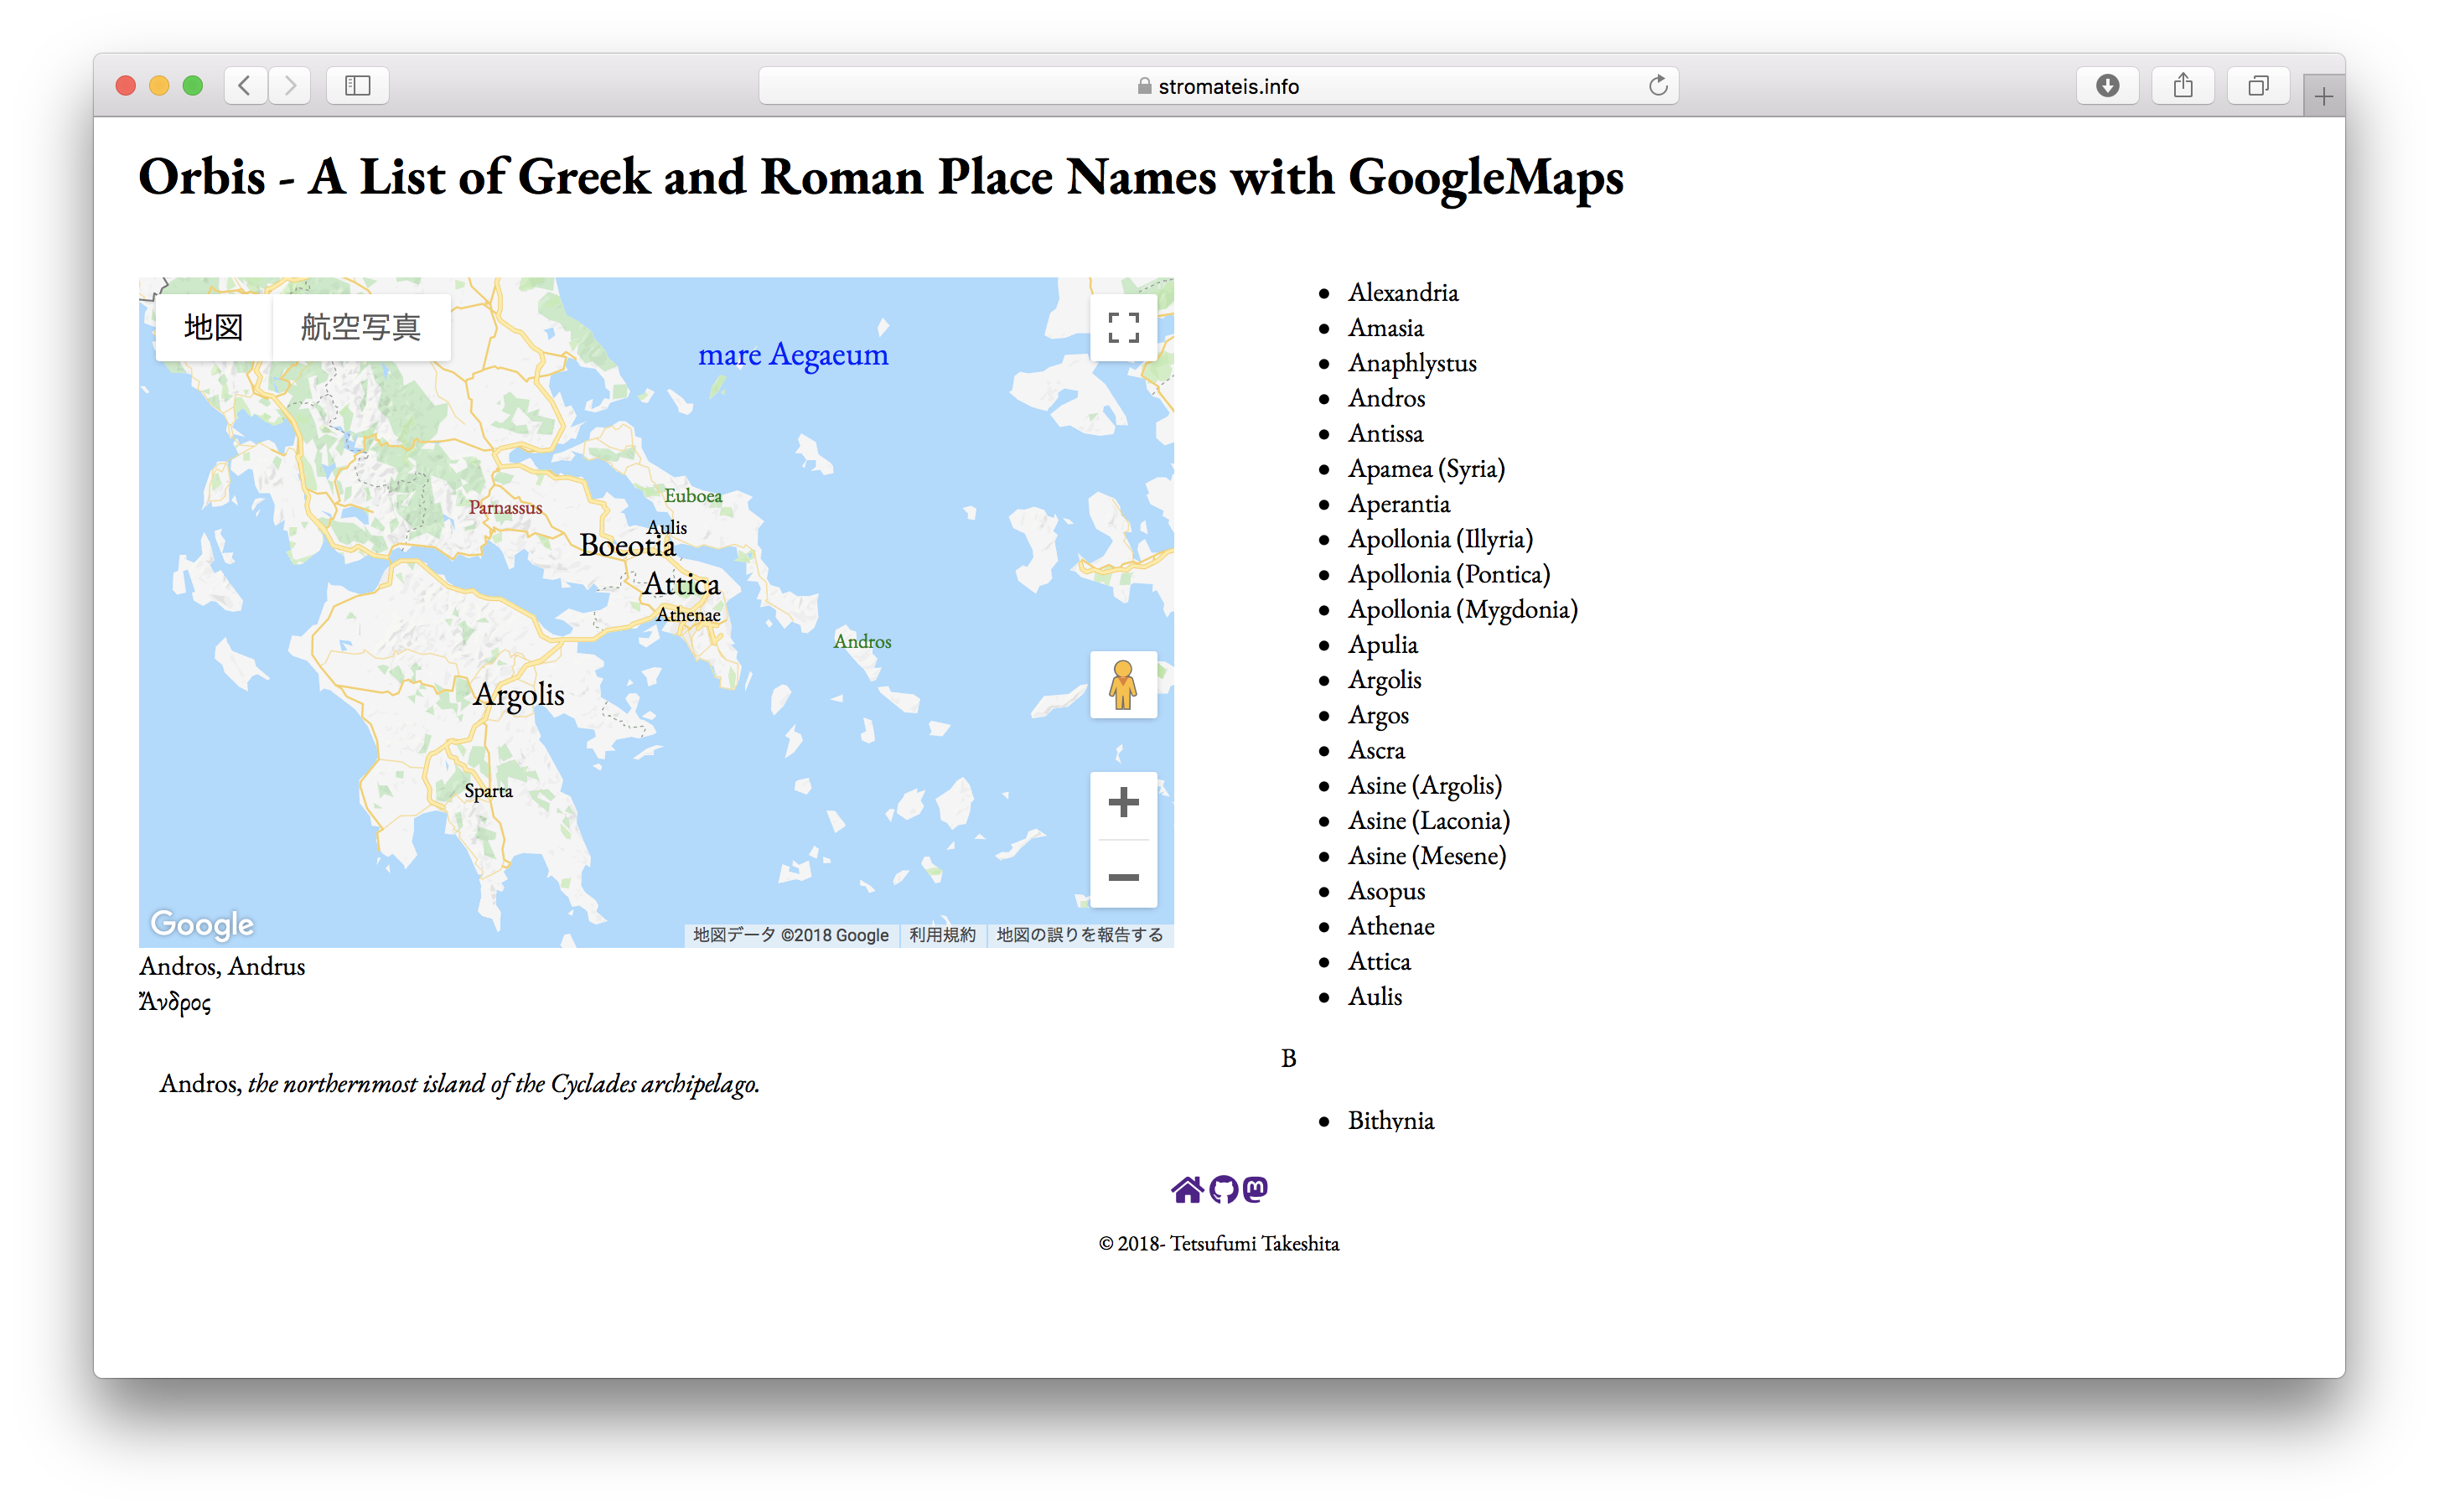 stromateis.info
Orbis - A List of Greek and Roman Place Names with GoogleMaps
地図 航空写真
mare Aegaeum
Euboea
Parnassus
Aulis
Boeotia
Attica
Athenae
Andros
Argolis
Sparta
Google
地図データ ©2018 Google 利用規約 地図の誤りを報告する
Andros, Andrus
Ἄνδρος
Andros, the northernmost island of the Cyclades archipelago.
Alexandria
Amasia
Anaphlystus
Andros
Antissa
Apamea (Syria)
Aperantia
Apollonia (Illyria)
Apollonia (Pontica)
Apollonia (Mygdonia)
Apulia
Argolis
Argos
Ascra
Asine (Argolis)
Asine (Laconia)
Asine (Mesene)
Asopus
Athenae
Attica
Aulis
B
Bithynia
© 2018- Tetsufumi Takeshita